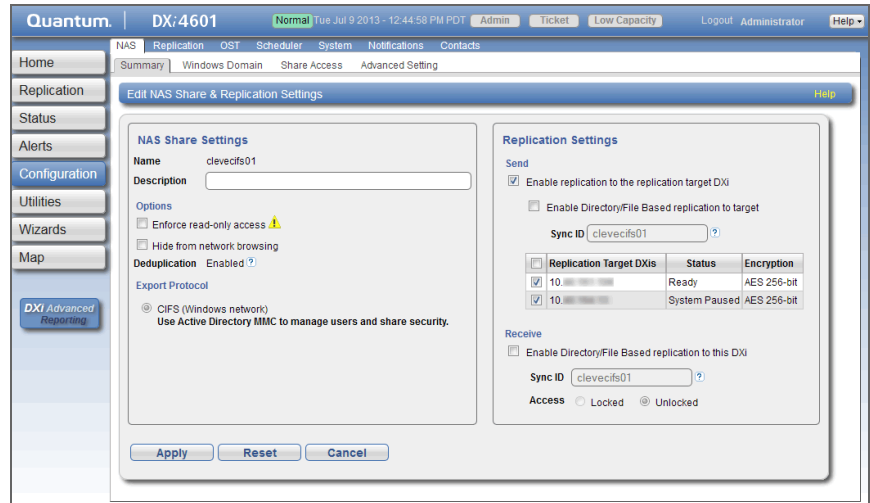 Quantum. DXi4601 Normal Tue Jul 9 2013 - 12:44:58 PM PDT Admin Ticket Low Capacity Logout Administrator Help
NAS Replication OST Scheduler System Notifications Contacts
Summary Windows Domain Share Access Advanced Setting
Home
Replication
Status
Alerts
Configuration
Utilities
Wizards
Map
DXi Advanced
Reporting
Edit NAS Share & Replication Settings Help
NAS Share Settings
Name clevecifs01
Description
Options
Enforce read-only access
Hide from network browsing
Deduplication Enabled ?
Export Protocol
CIFS (Windows network)
Use Active Directory MMC to manage users and share security.
Replication Settings
Send
Enable replication to the replication target DXi
Enable Directory/File Based replication to target
Sync ID clevecifs01 ?
Replication Target DXis Status Encryption
10. Ready AES 256-bit
10. System Paused AES 256-bit
Receive
Enable Directory/File Based replication to this DXi
Sync ID clevecifs01 ?
Access Locked Unlocked
Apply Reset Cancel